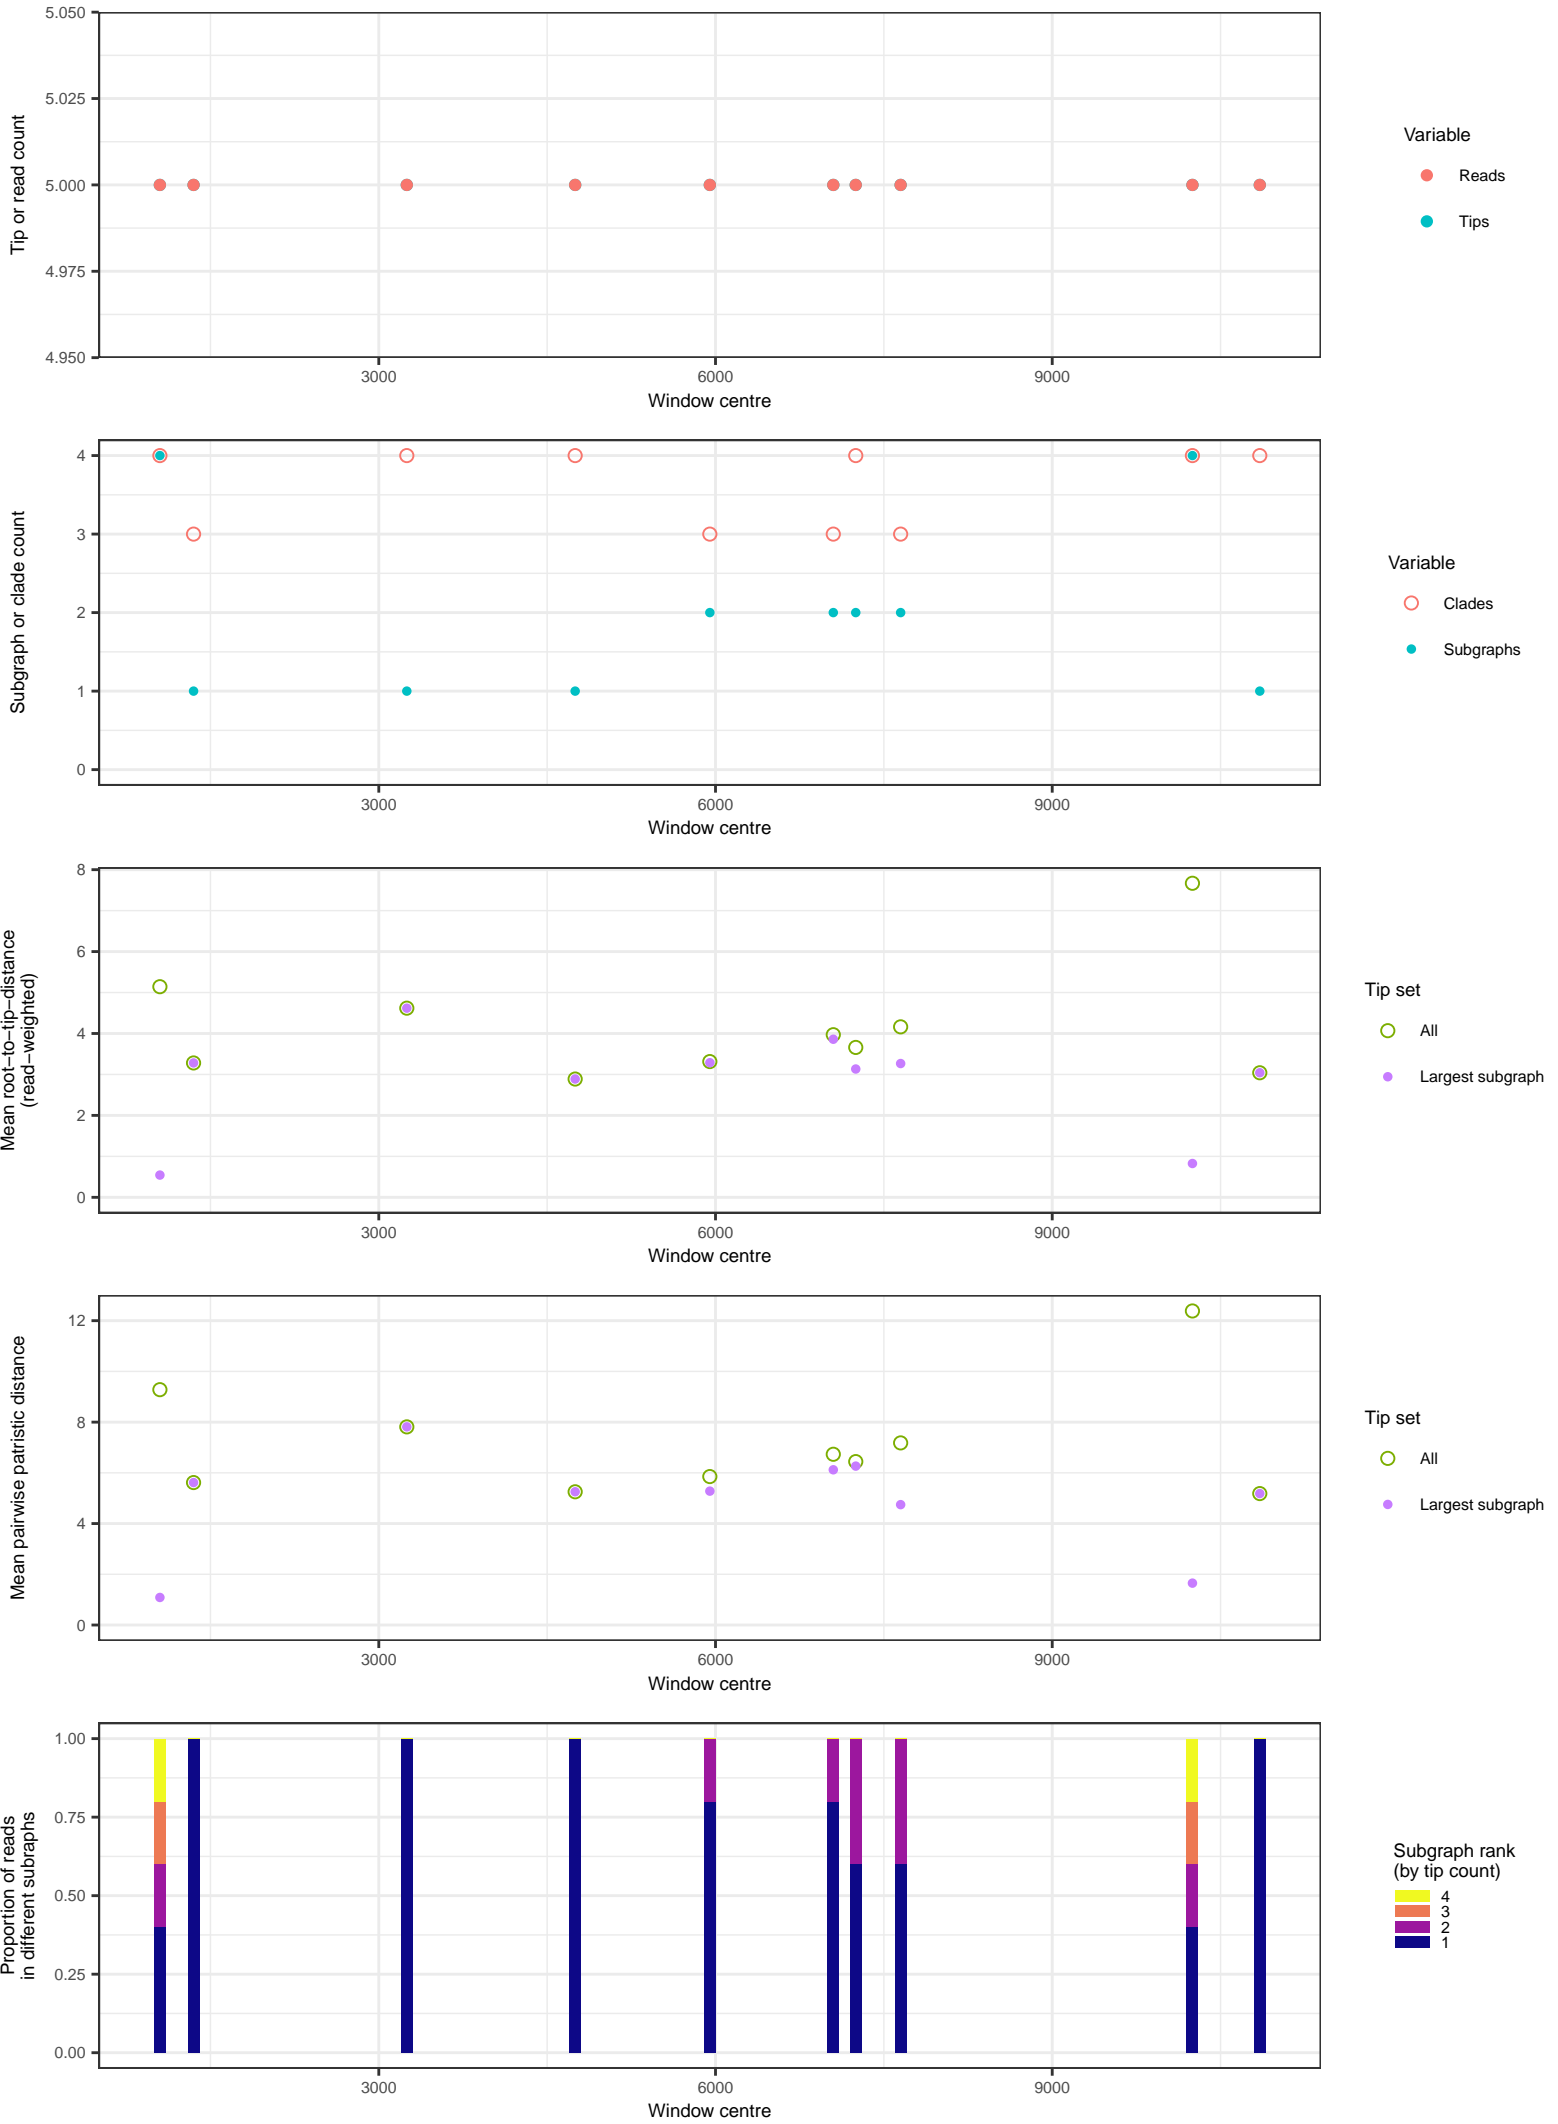 5.050
5.025
5.000
4.975
4.950
Tip or read count
3000
6000
9000
Window centre
Variable
Reads
Tips
4
3
2
1
0
Subgraph or clade count
3000
6000
9000
Window centre
Variable
Clades
Subgraphs
8
6
4
2
0
Mean root−to−tip−distance
(read−weighted)
3000
6000
9000
Window centre
Tip set
All
Largest subgraph
12
8
4
0
Mean pairwise patristic distance
3000
6000
9000
Window centre
Tip set
All
Largest subgraph
1.00
0.75
0.50
0.25
0.00
Proportion of reads
in different subraphs
3000
6000
9000
Window centre
Subgraph rank
(by tip count)
4
3
2
1